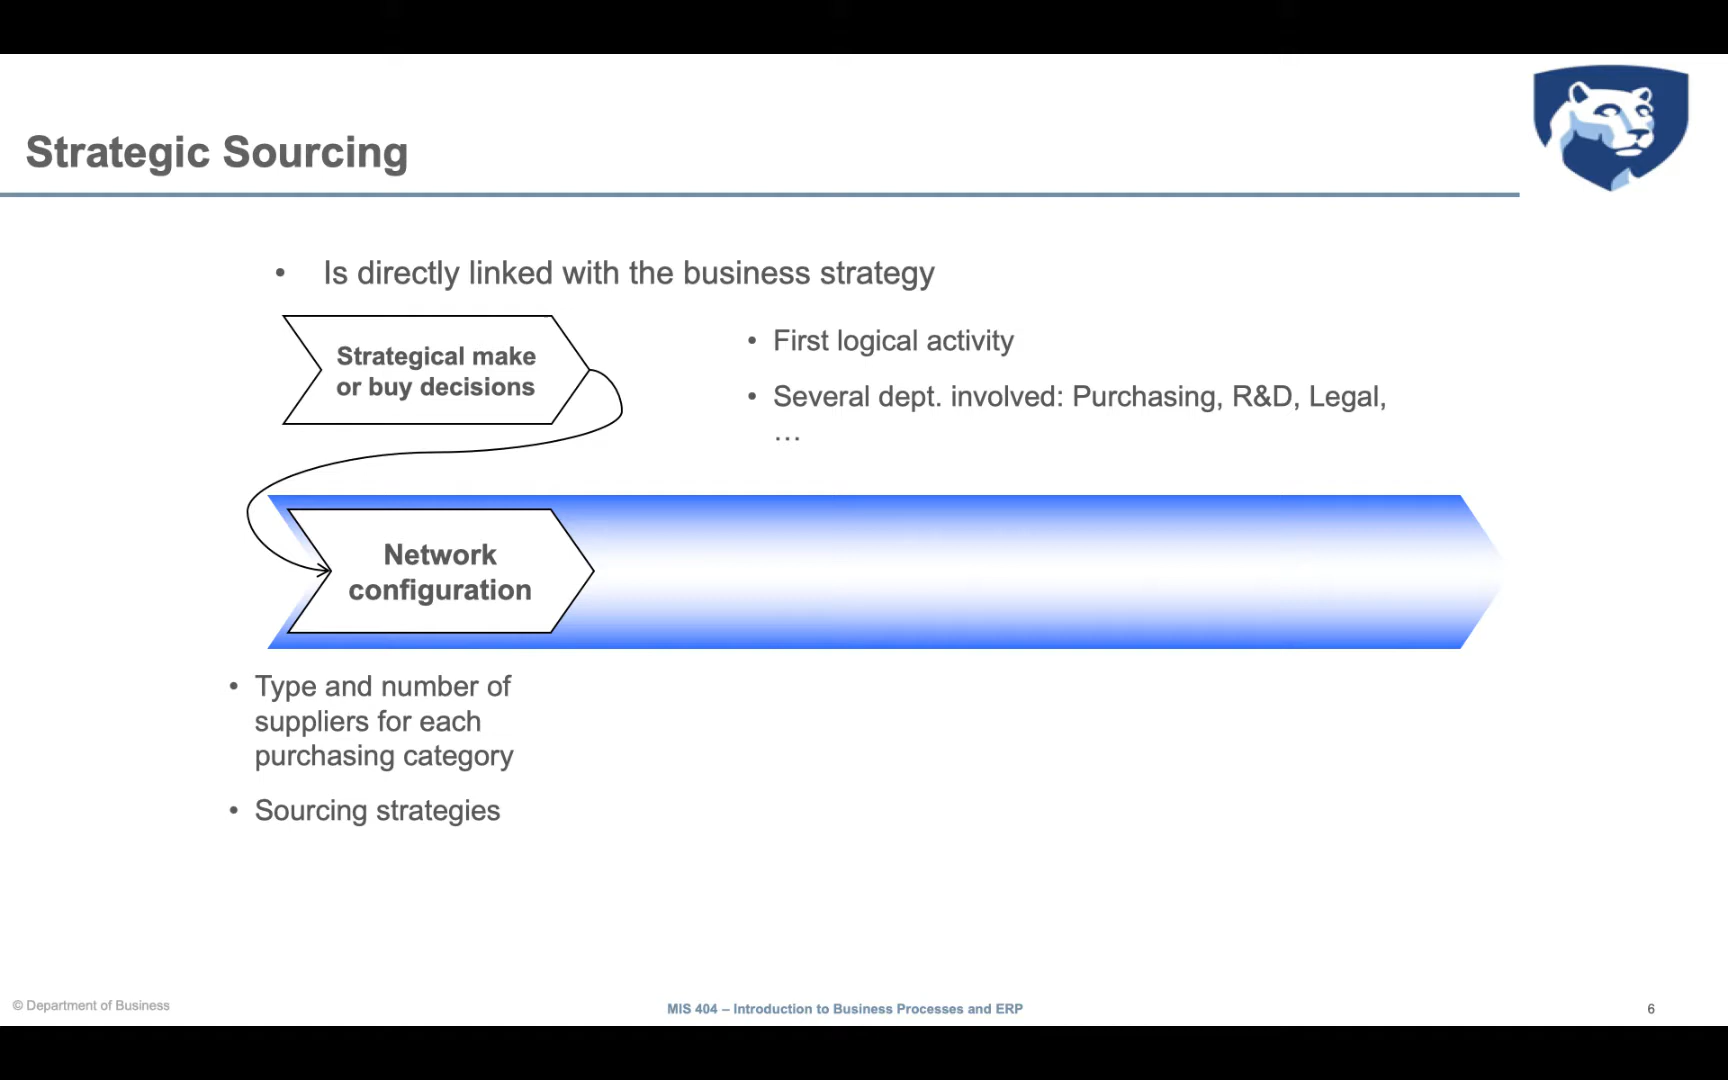 Strategic Sourcing
• Is directly linked with the business strategy
Strategical make
or buy decisions
• First logical activity
• Several dept. involved: Purchasing, R&D, Legal,
…
Network
configuration
• Type and number of
suppliers for each
purchasing category
• Sourcing strategies
© Department of Business
MIS 404 – Introduction to Business Processes and ERP
6